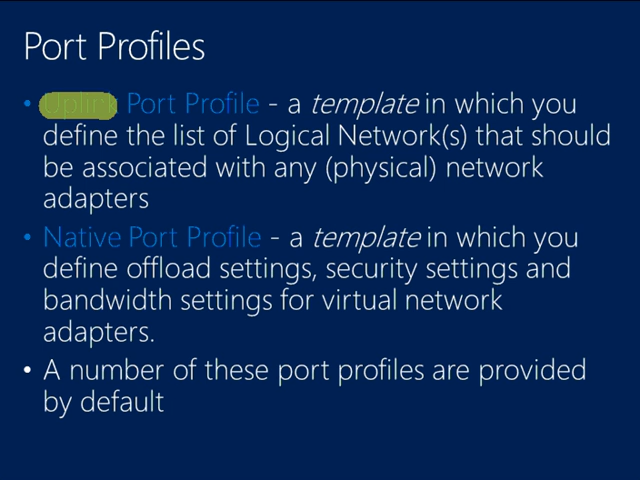 Port Profiles
• Uplink Port Profile - a template in which you
define the list of Logical Network(s) that should
be associated with any (physical) network
adapters
• Native Port Profile - a template in which you
define offload settings, security settings and
bandwidth settings for virtual network
adapters.
• A number of these port profiles are provided
by default